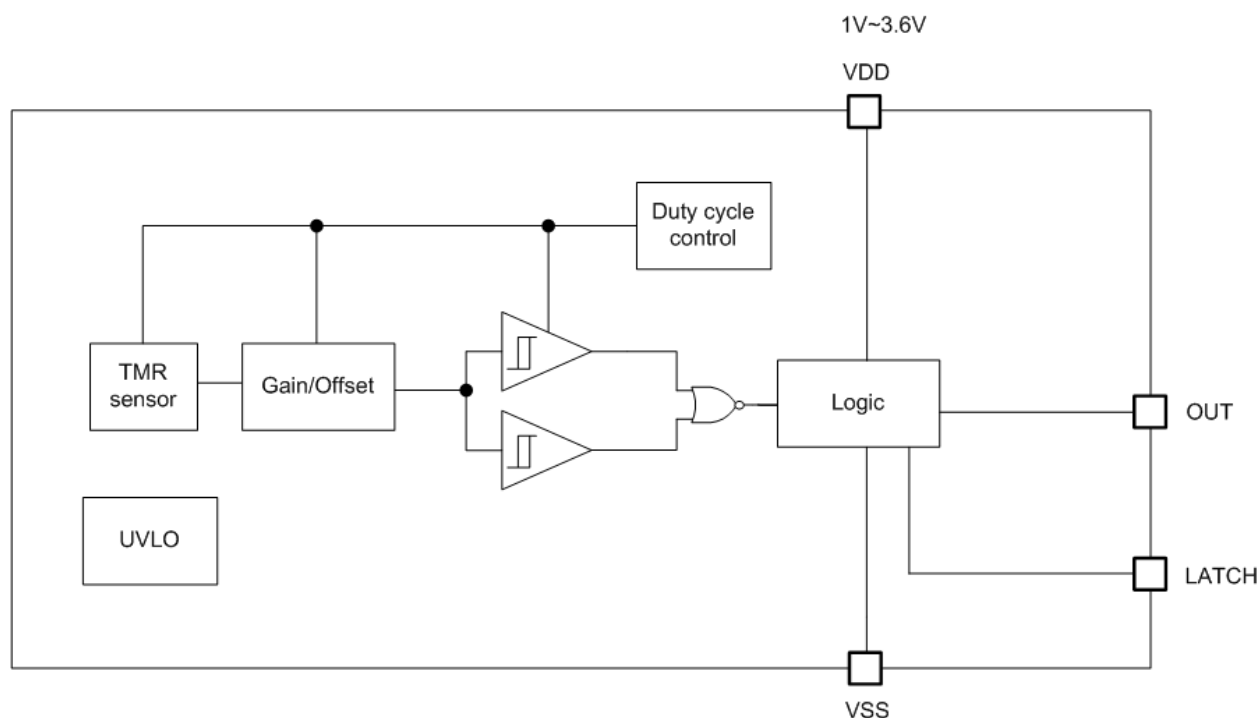 1V~3.6V
VDD
Duty cycle
control
TMR
sensor
Gain/Offset
Logic
OUT
UVLO
LATCH
VSS